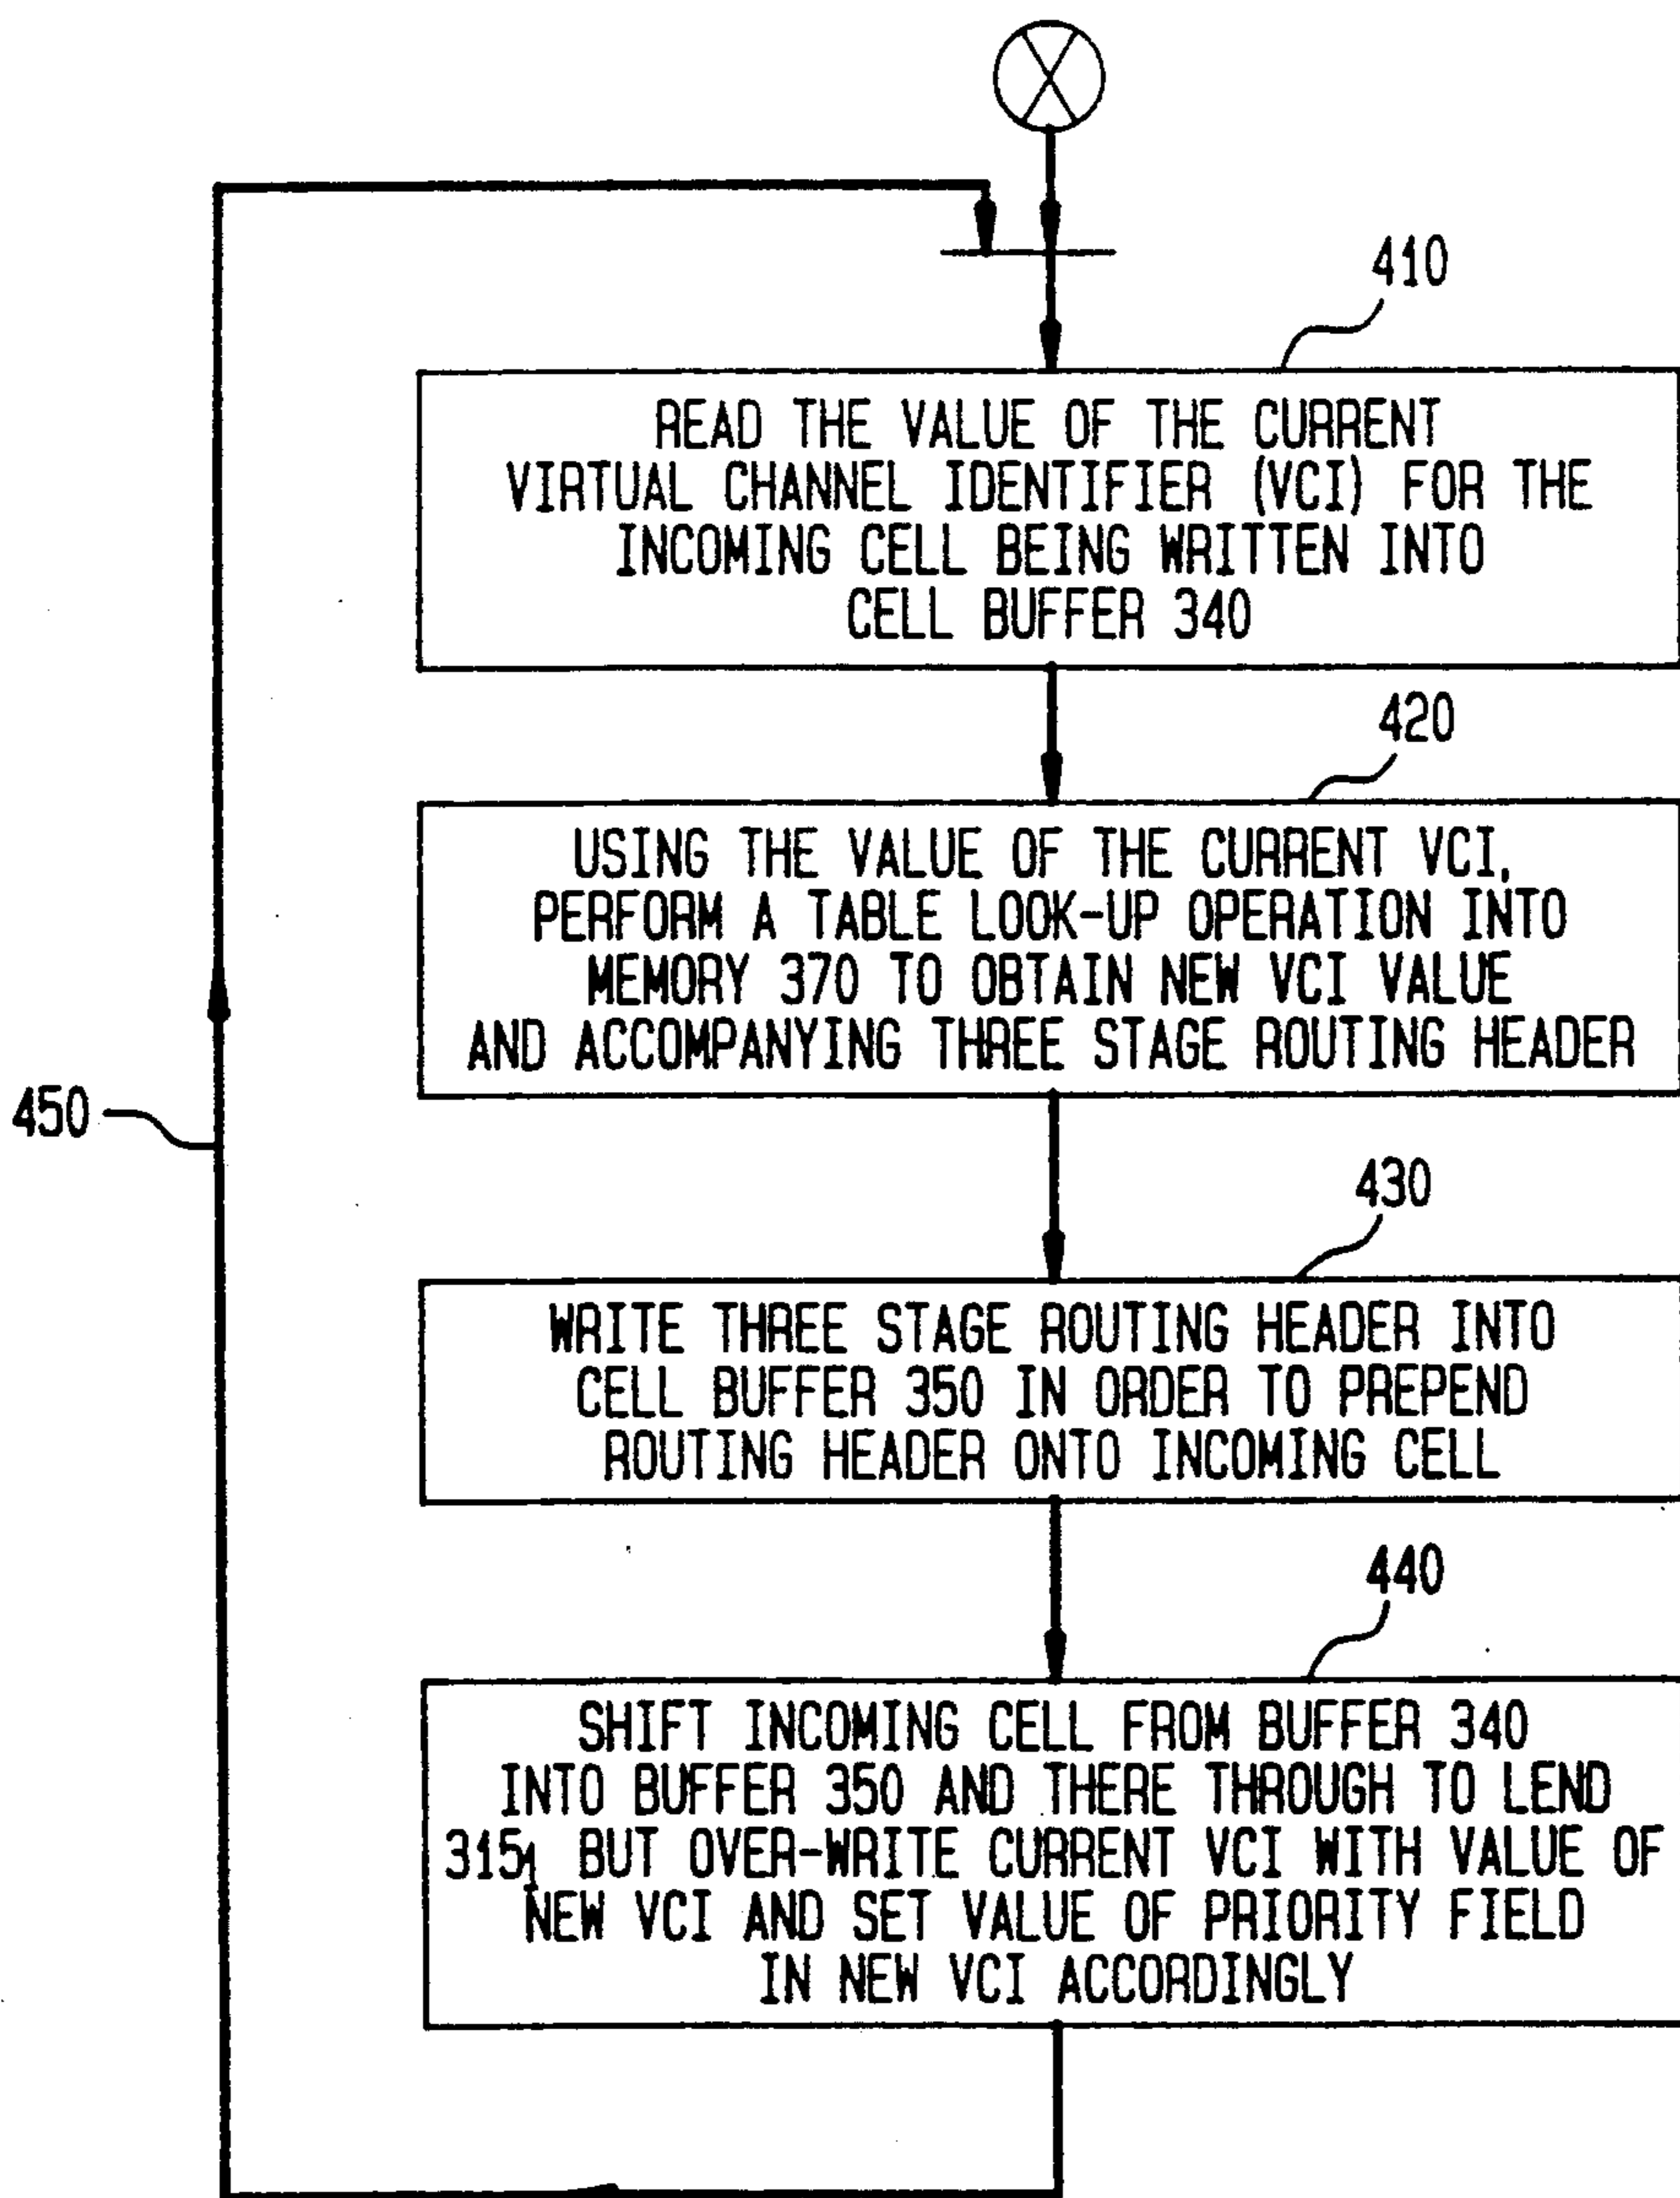 410
READ THE VALUE OF THE CURRENT
VIRTUAL CHANNEL IDENTIFIER (VCI) FOR THE
INCOMING CELL BEING WRITTEN INTO
CELL BUFFER 340
420
USING THE VALUE OF THE CURRENT VCI,
PERFORM A TABLE LOOK-UP OPERATION INTO
MEMORY 370 TO OBTAIN NEW VCI VALUE
AND ACCOMPANYING THREE STAGE ROUTING HEADER
450
430
WRITE THREE STAGE ROUTING HEADER INTO
CELL BUFFER 350 IN ORDER TO PREPEND
ROUTING HEADER ONTO INCOMING CELL
440
SHIFT INCOMING CELL FROM BUFFER 340
INTO BUFFER 350 AND THERE THROUGH TO LEND
315₁ BUT OVER-WRITE CURRENT VCI WITH VALUE OF
NEW VCI AND SET VALUE OF PRIORITY FIELD
IN NEW VCI ACCORDINGLY